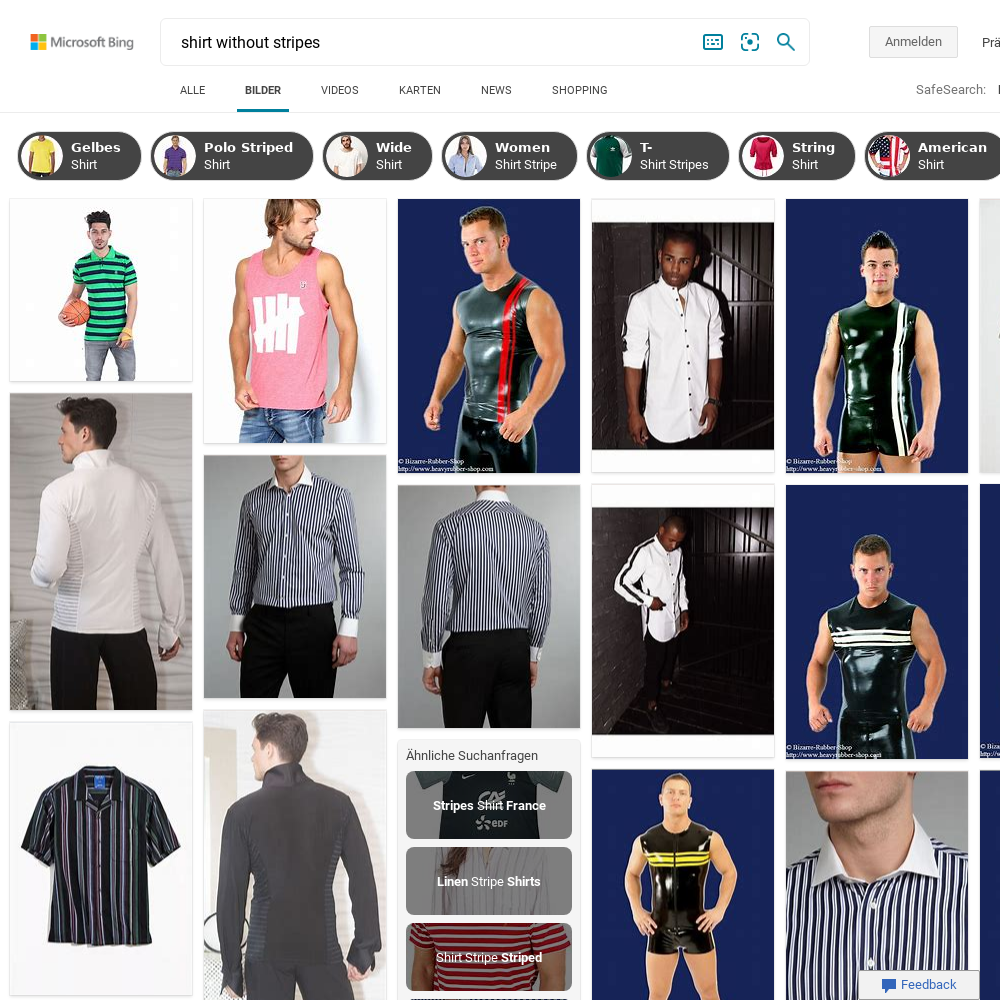 Microsoft Bing
shirt without stripes
Anmelden
Prä
ALLE
BILDER
VIDEOS
KARTEN
NEWS
SHOPPING
SafeSearch:
Gelbes
Shirt
Polo Striped
Shirt
Wide
Shirt
Women
Shirt Stripe
T-
Shirt Stripes
String
Shirt
American
Shirt
© Bizarre-Rubber-Shop
http://www.heavyrubber-shop.com
© Bizarre-Rubber-Shop
http://www.heavyrubber-shop.com
© Bizarre-Rubber-Shop
http://www.heavyrubber-shop.com
Ähnliche Suchanfragen
Stripes Shirt France
EDF
Linen Stripe Shirts
Shirt Stripe Striped
Feedback